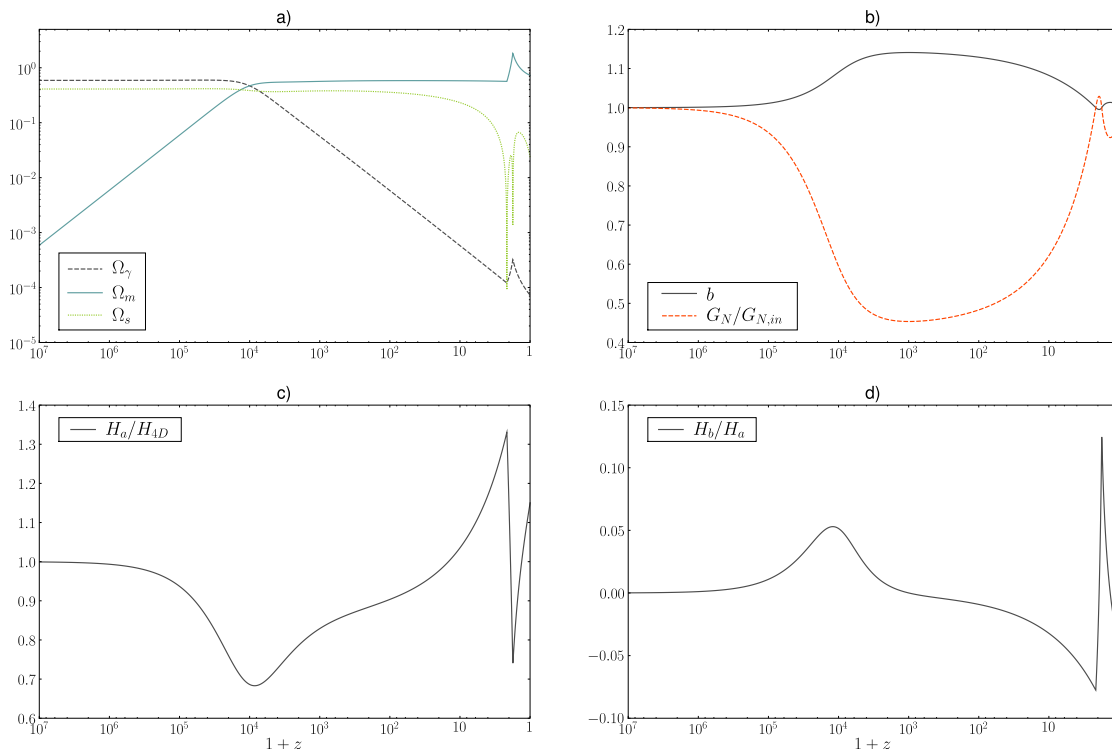 a)
10^0
10^−1
10^−2
10^−3
10^−4
10^−5
Ω_γ
Ω_m
Ω_s
10^7 10^6 10^5 10^4 10^3 10^2 10 1
b)
1.2
1.1
1.0
0.9
0.8
0.7
0.6
0.5
0.4
b
G_N/G_{N,in}
10^7 10^6 10^5 10^4 10^3 10^2 10
c)
1.4
1.3
1.2
1.1
1.0
0.9
0.8
0.7
0.6
H_a/H_{4D}
10^7 10^6 10^5 10^4 10^3 10^2 10 1
1 + z
d)
0.15
0.10
0.05
0.00
−0.05
−0.10
H_b/H_a
10^7 10^6 10^5 10^4 10^3 10^2 10
1 + z